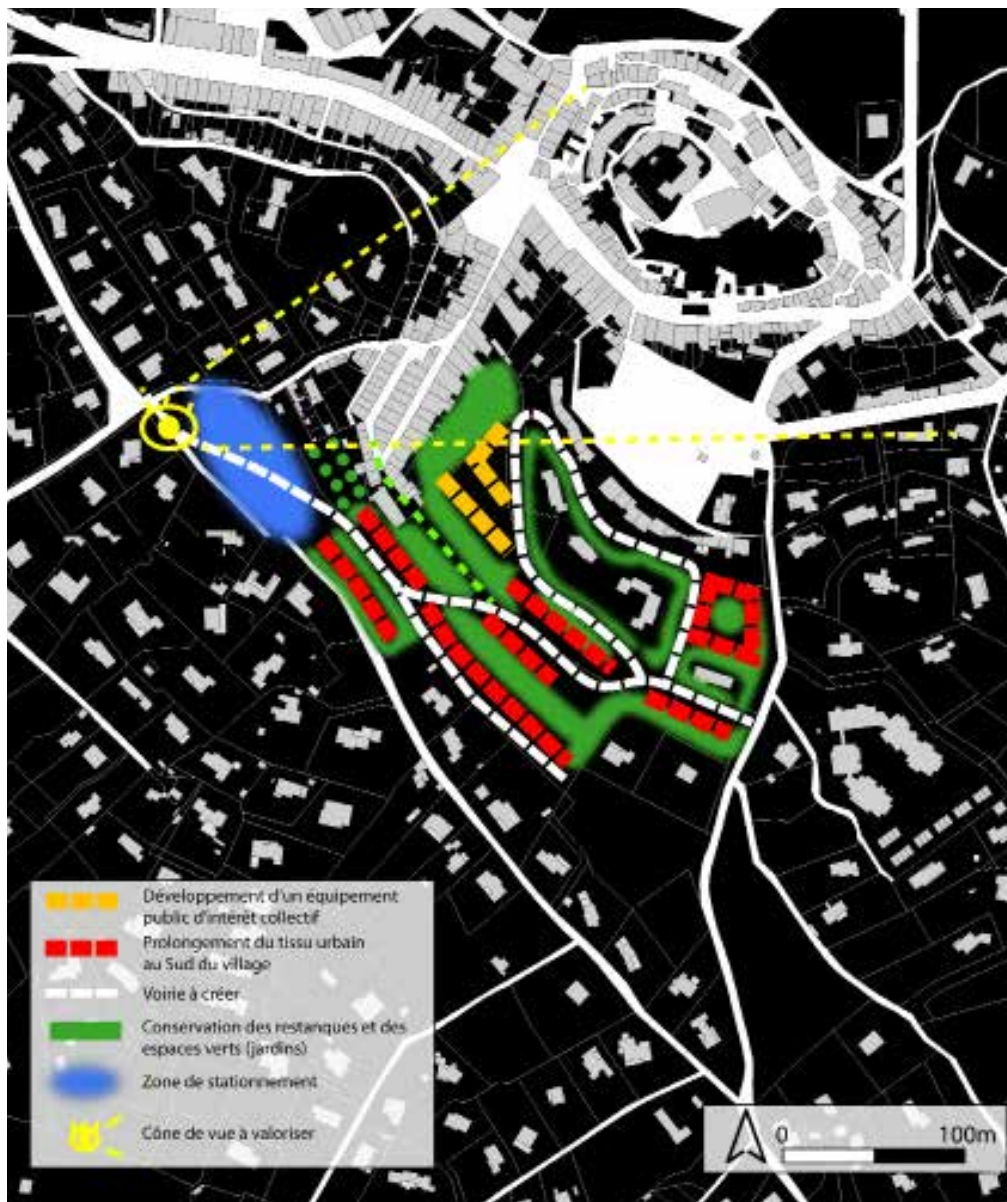 Développement d'un équipement
public d'intérêt collectif
Prolongement du tissu urbain
au Sud du village
Voirie à créer
Conservation des restanques et des
espaces verts (jardins)
Zone de stationnement
Cône de vue à valoriser
0 100m